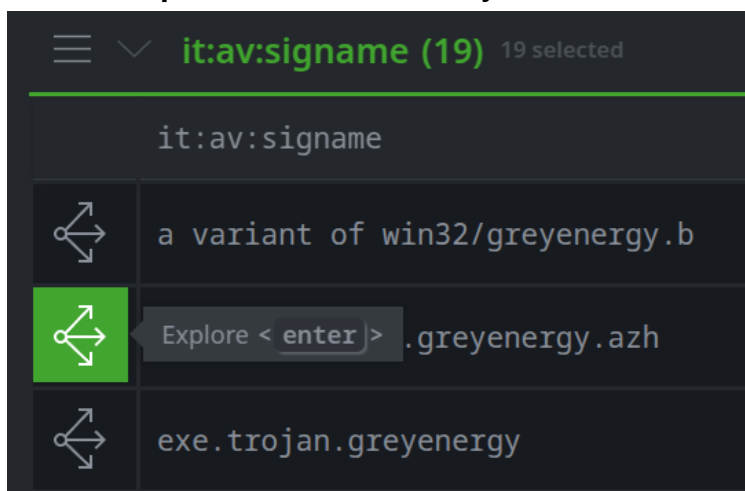 it:av:signame (19) 19 selected
it:av:signame
a variant of win32/greyenergy.b
Explore <enter> .greyenergy.azh
exe.trojan.greyenergy